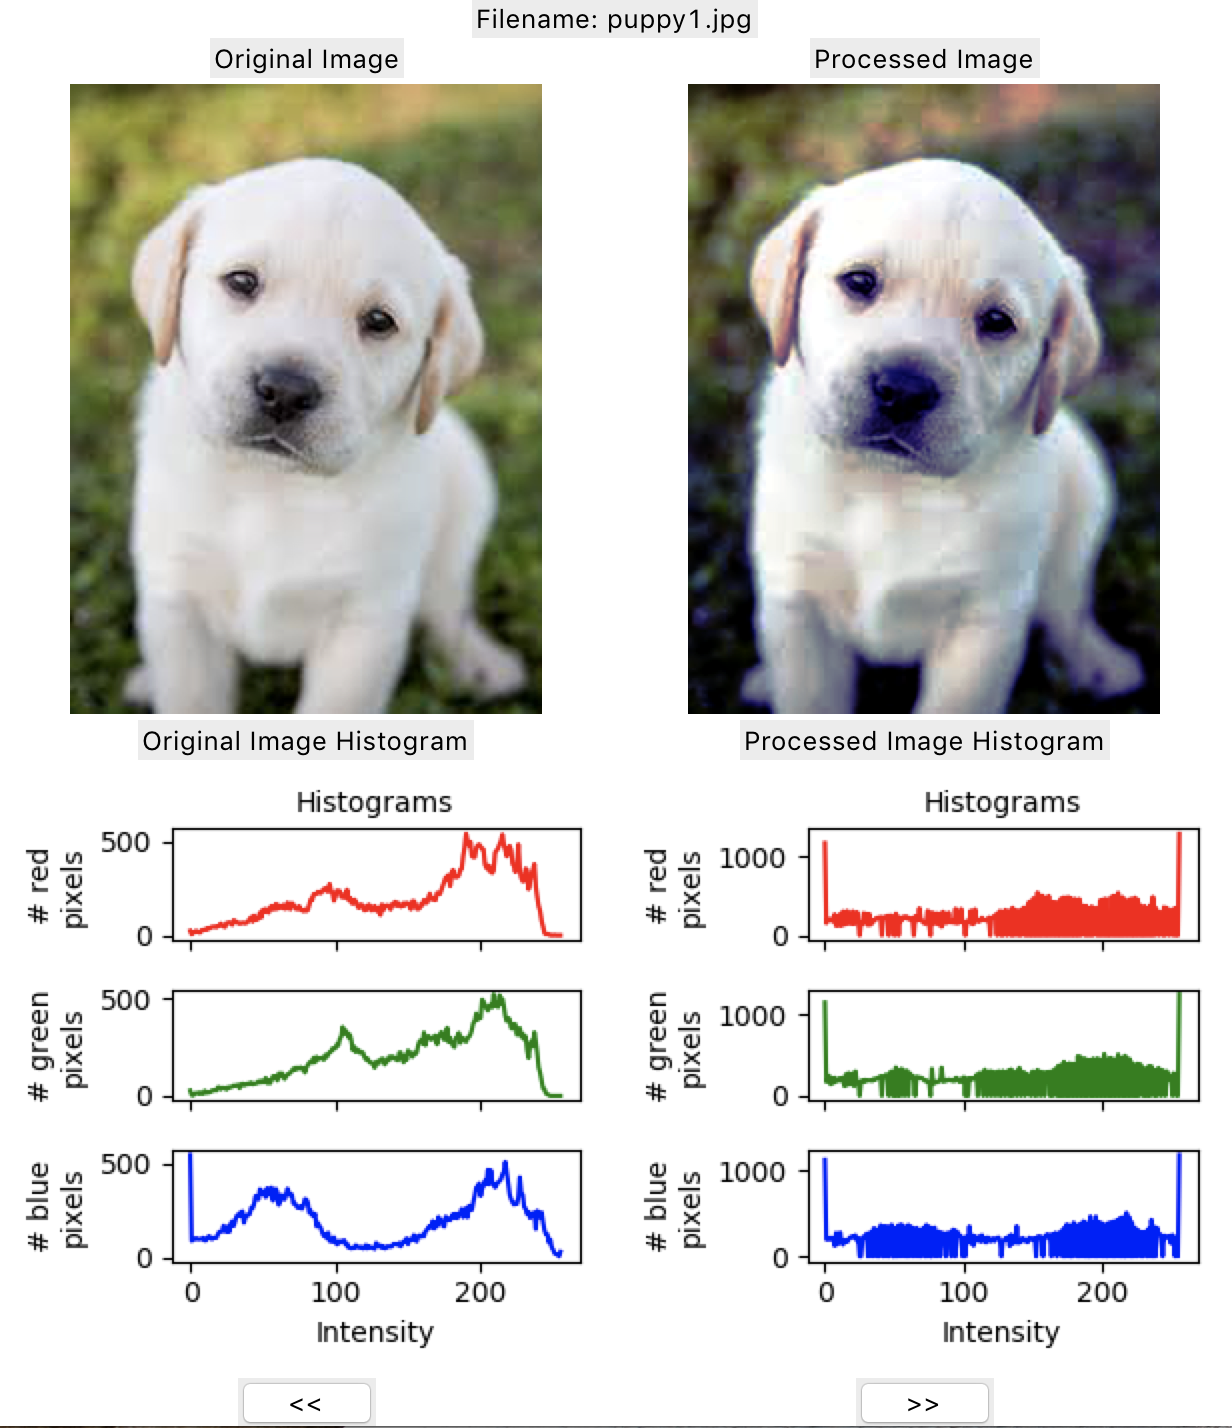 Filename: puppy1.jpg
Original Image
Processed Image
Original Image Histogram
Processed Image Histogram
Histograms
# red
pixels
500
0
# green
pixels
500
0
# blue
pixels
500
0
0 100 200
Intensity
Histograms
# red
pixels
1000
0
# green
pixels
1000
0
# blue
pixels
1000
0
0 100 200
Intensity
<<
>>